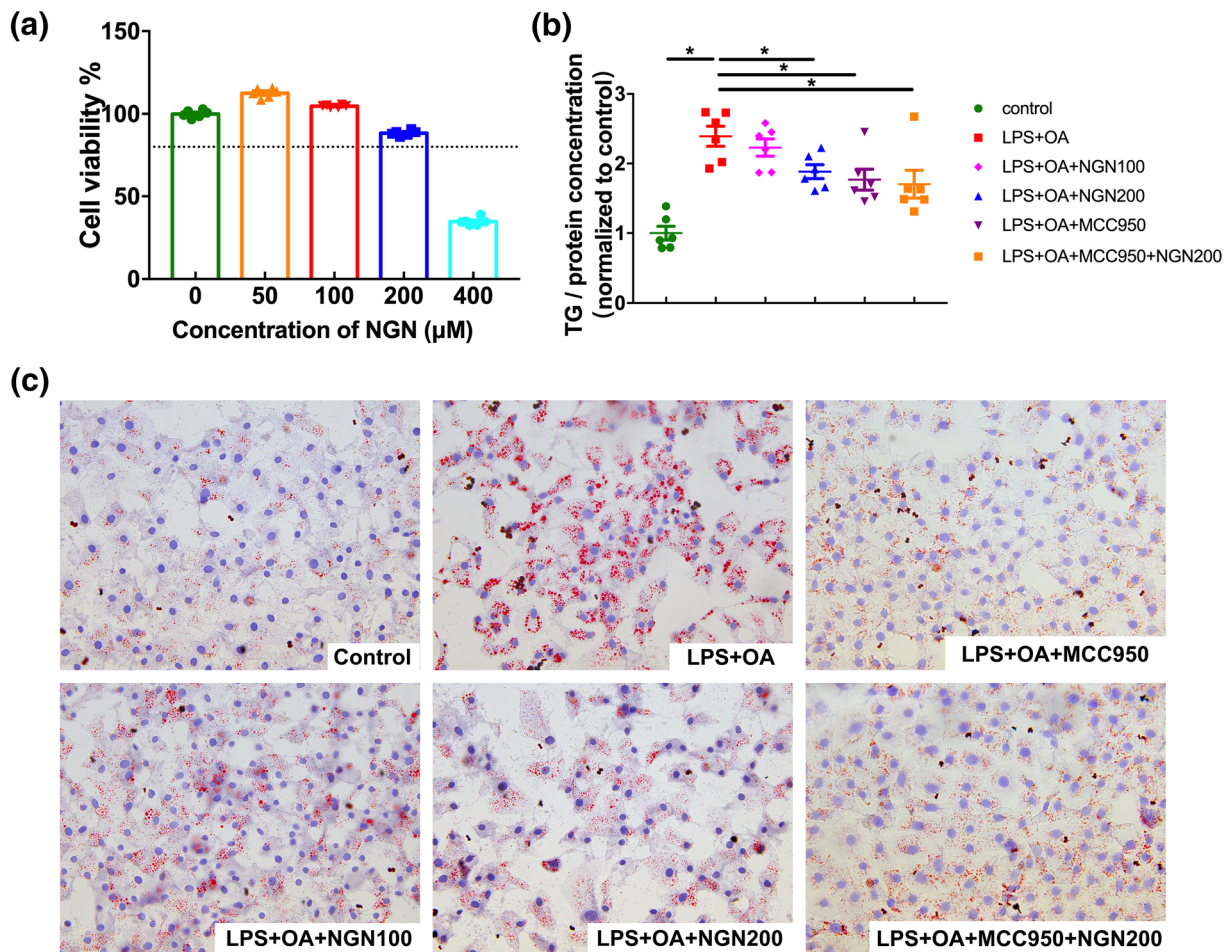 (a)
150
100
50
0
Cell viability %
0 50 100 200 400
Concentration of NGN (µM)
(b)
TG / protein concentration
(normalized to control)
3
2
1
0
*
*
*
*
control
LPS+OA
LPS+OA+NGN100
LPS+OA+NGN200
LPS+OA+MCC950
LPS+OA+MCC950+NGN200
(c)
Control
LPS+OA
LPS+OA+MCC950
LPS+OA+NGN100
LPS+OA+NGN200
LPS+OA+MCC950+NGN200